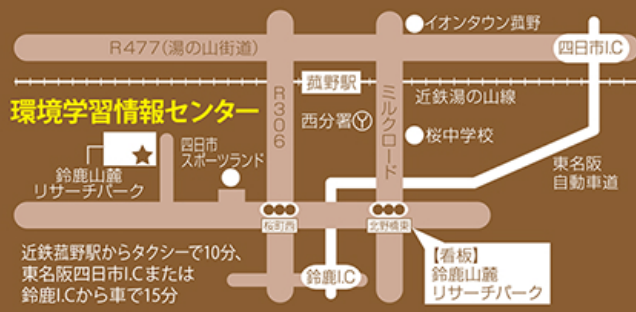 イオンタウン菰野
R477(湯の山街道)
四日市I.C
菰野駅
近鉄湯の山線
環境学習情報センター
R306
ミルクロード
西分署
桜中学校
四日市
スポーツランド
鈴鹿山麓
リサーチパーク
東名阪
自動車道
桜町西
北野橋東
近鉄菰野駅からタクシーで10分、
東名阪四日市I.Cまたは
鈴鹿I.Cから車で15分
鈴鹿I.C
【看板】
鈴鹿山麓
リサーチパーク